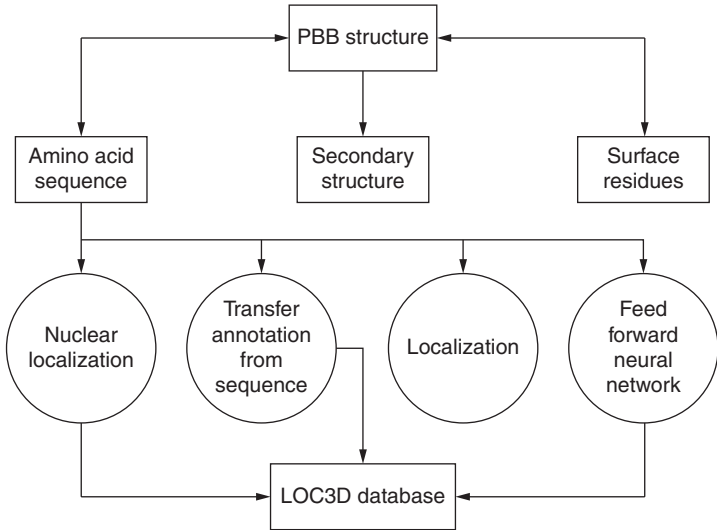 PBB structure
Amino acid
sequence
Secondary
structure
Surface
residues
Nuclear
localization
Transfer
annotation
from
sequence
Localization
Feed
forward
neural
network
LOC3D database